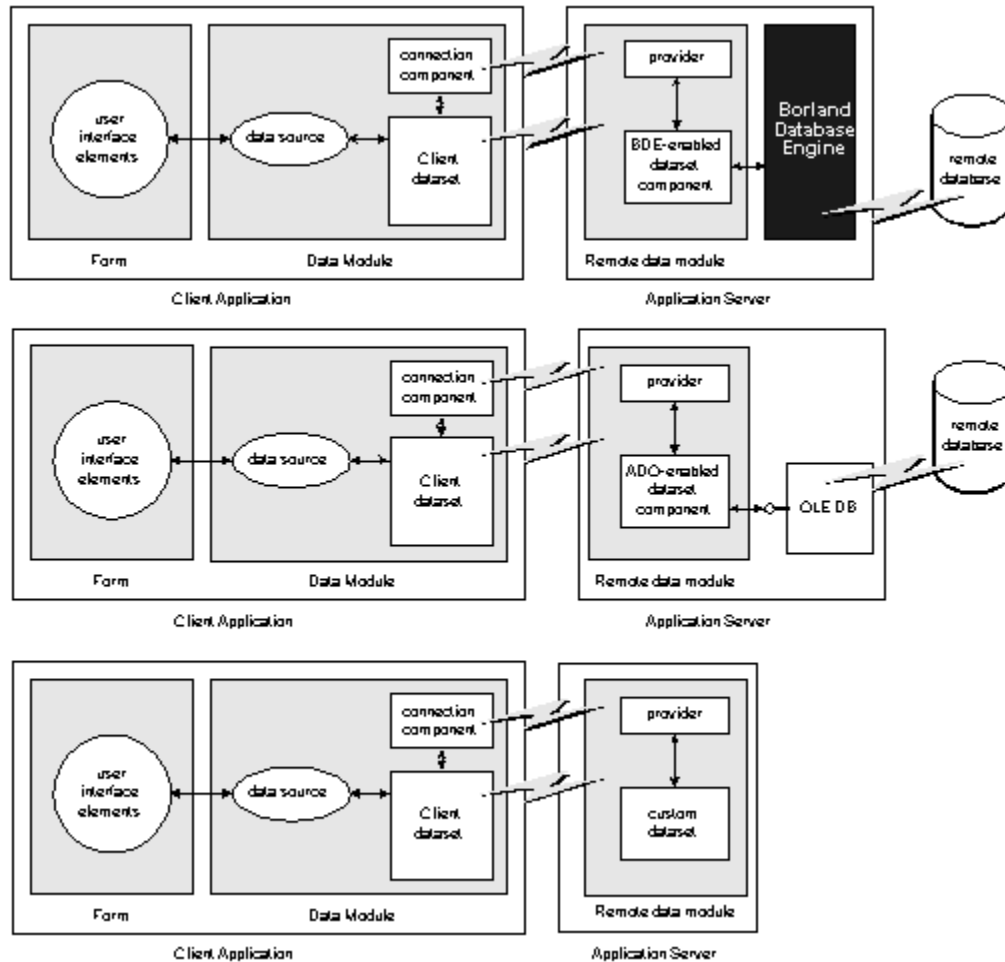 connection
component
provider
Borland
Database
Engine
user
interface
elements
data source
Client
dataset
BDE-enabled
dataset
component
remote
database
Form
Data Module
Remote data module
Client Application
Application Server
connection
component
provider
user
interface
elements
data source
Client
dataset
ADO-enabled
dataset
component
OLE DB
remote
database
Form
Data Module
Remote data module
Client Application
Application Server
connection
component
provider
user
interface
elements
data source
Client
dataset
custom
dataset
Form
Data Module
Remote data module
Client Application
Application Server